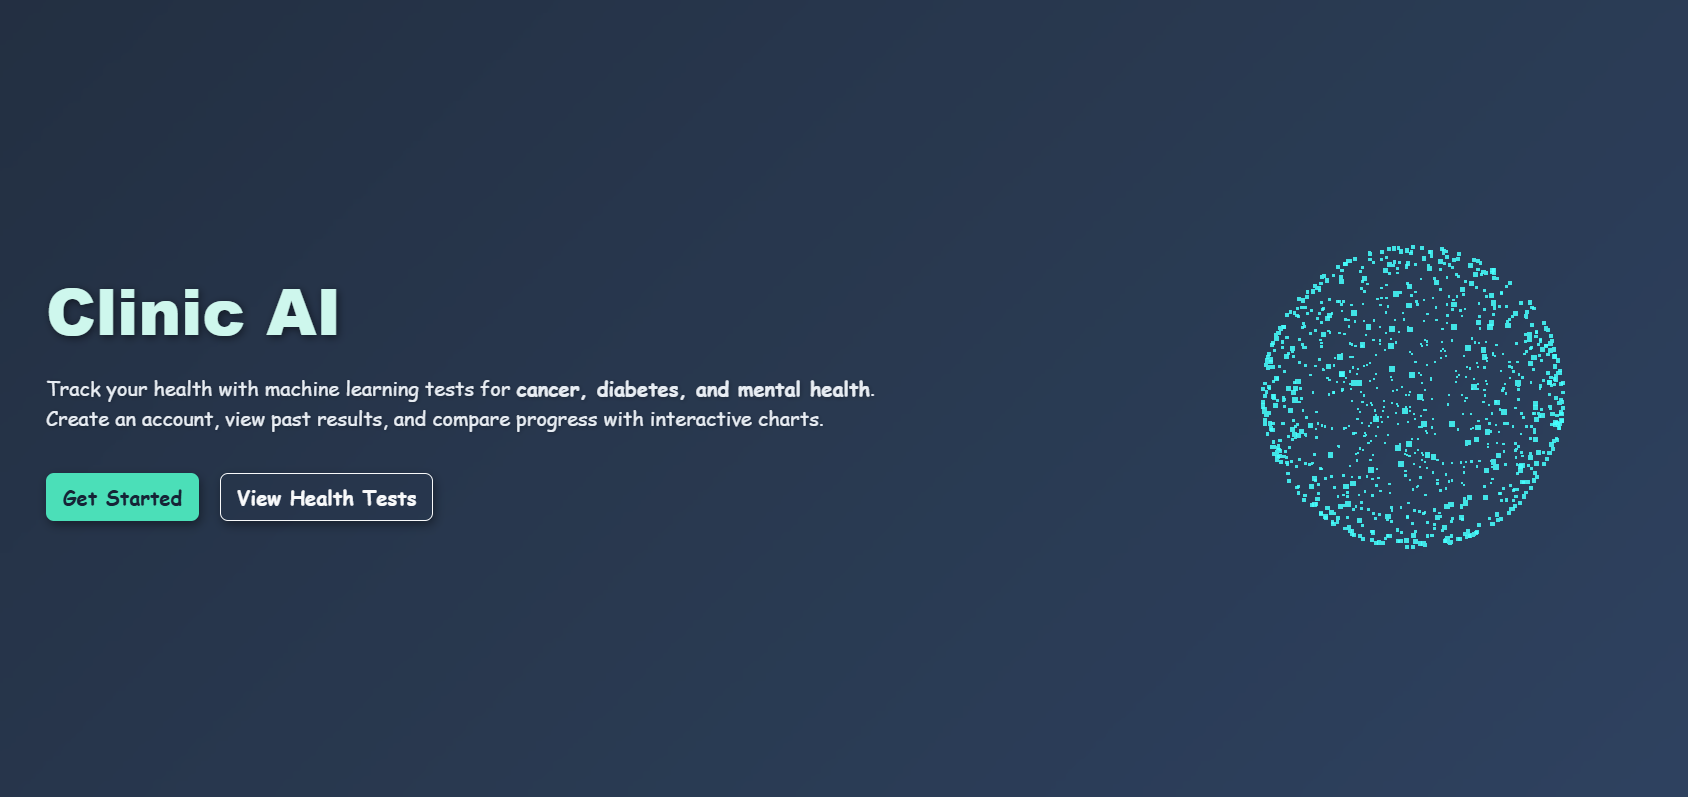 Clinic AI
Track your health with machine learning tests for cancer, diabetes, and mental health.
Create an account, view past results, and compare progress with interactive charts.
Get Started
View Health Tests